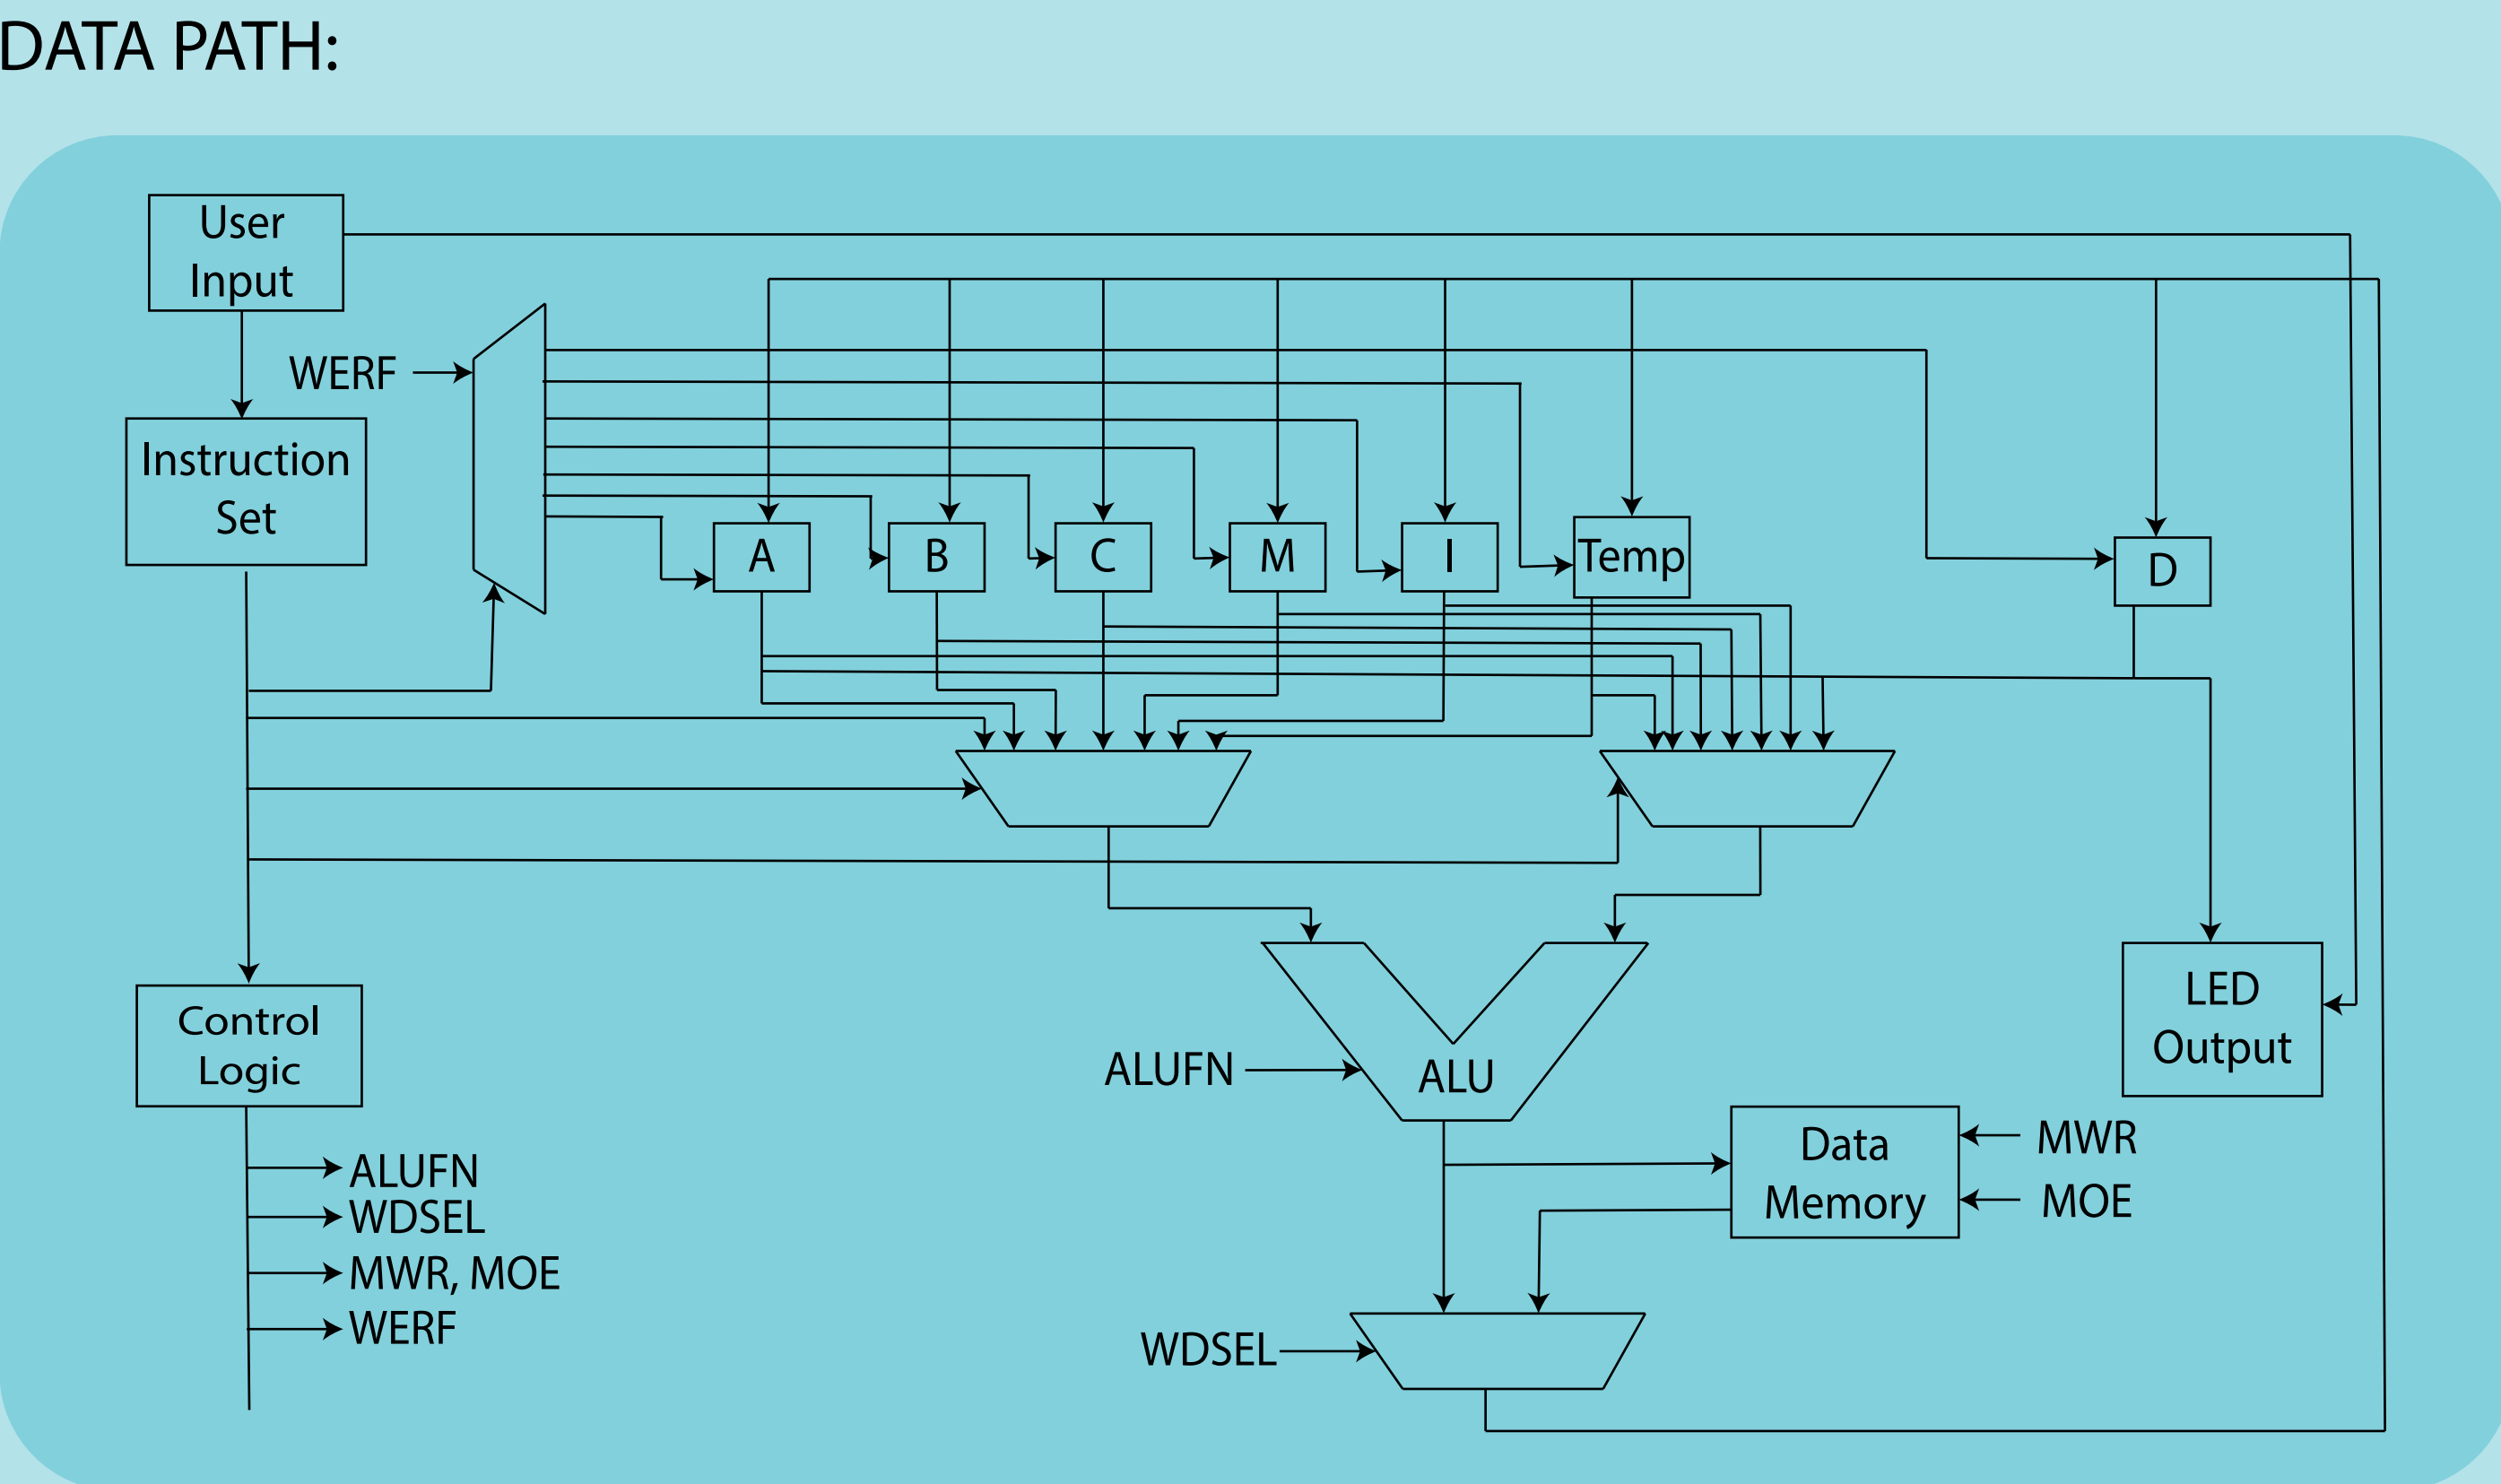 DATA PATH:
User
Input
WERF
Instruction
Set
A
B
C
M
I
Temp
D
Control
Logic
ALUFN
WDSEL
MWR, MOE
WERF
ALUFN
ALU
LED
Output
Data
Memory
MWR
MOE
WDSEL